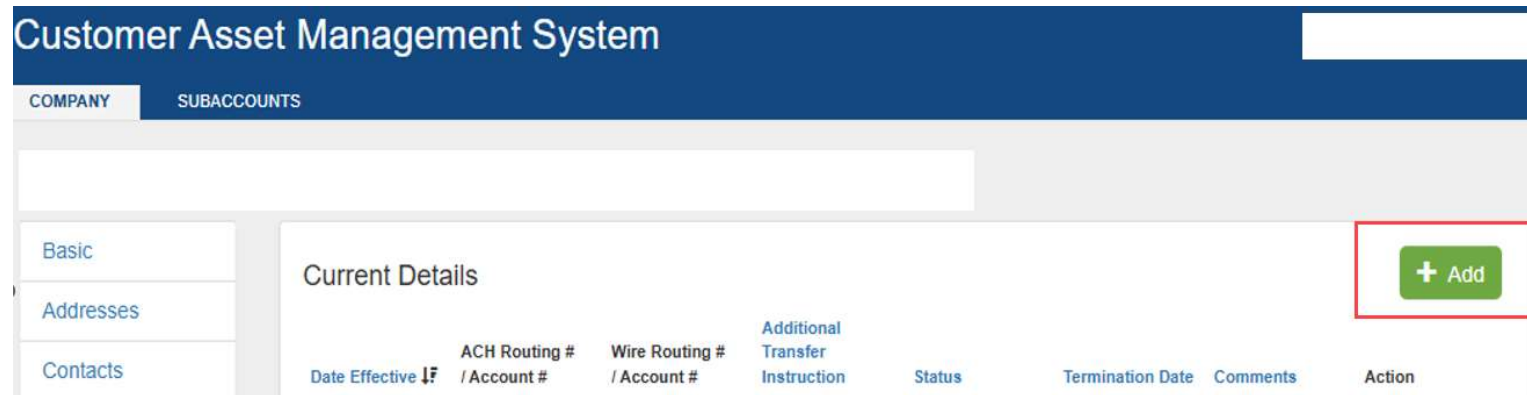 Customer Asset Management System
COMPANY SUBACCOUNTS
Basic
Addresses
Contacts
Current Details
+ Add
Date Effective
ACH Routing #
/ Account #
Wire Routing #
/ Account #
Additional
Transfer
Instruction
Status
Termination Date
Comments
Action